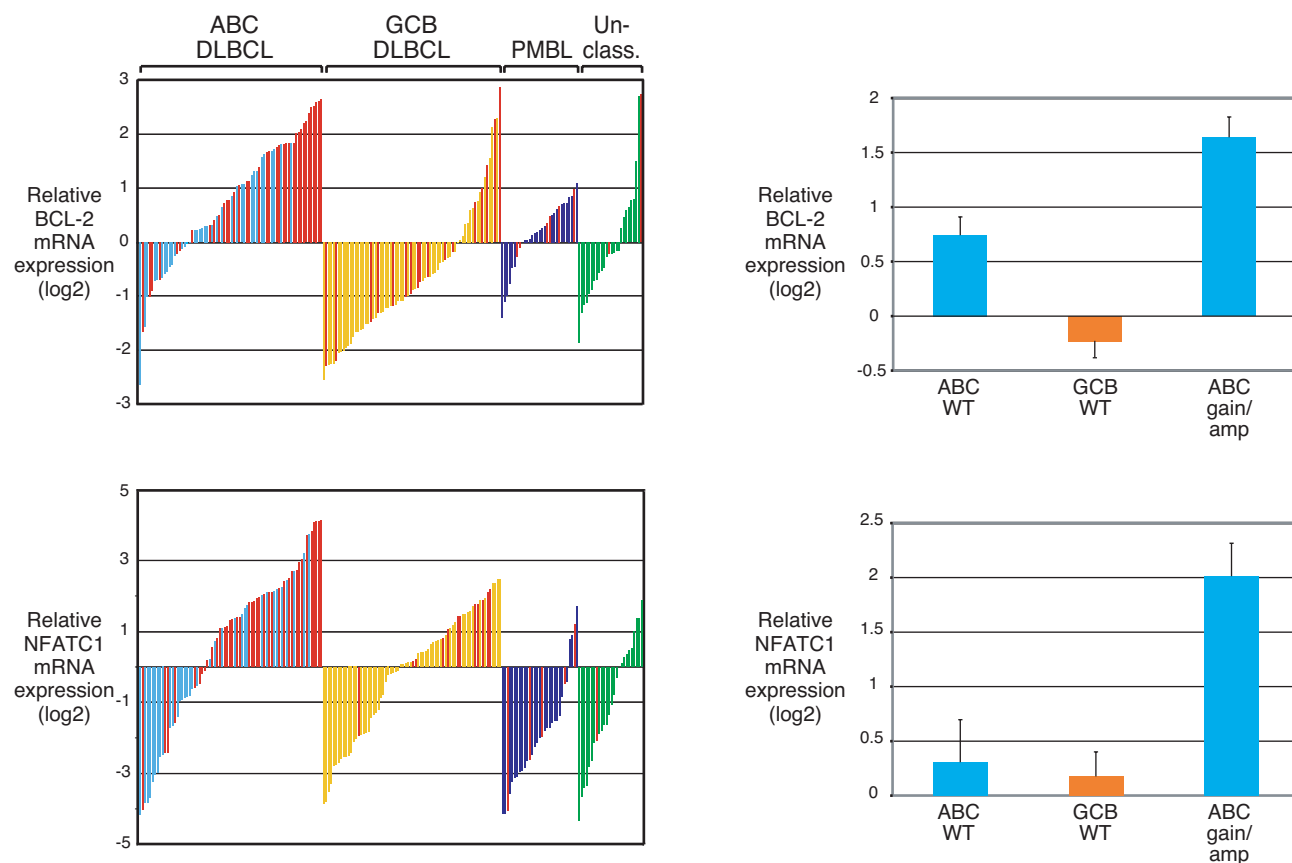 ABC
DLBCL
GCB
DLBCL
PMBL
Un-
class.
3
2
1
0
-1
-2
-3
Relative
BCL-2
mRNA
expression
(log2)
2
1.5
1
0.5
0
-0.5
Relative
BCL-2
mRNA
expression
(log2)
ABC
WT
GCB
WT
ABC
gain/
amp
5
3
1
-1
-3
-5
Relative
NFATC1
mRNA
expression
(log2)
2.5
2
1.5
1
0.5
0
Relative
NFATC1
mRNA
expression
(log2)
ABC
WT
GCB
WT
ABC
gain/
amp